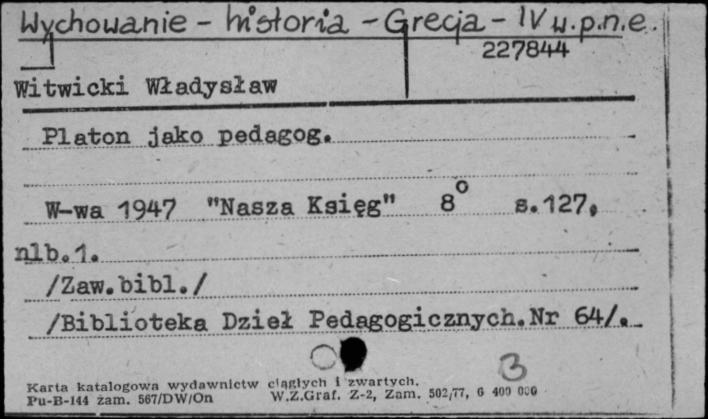 Wychowanie - historia - Grecja - IV w.p.n.e.
227844
Witwicki Władysław
Platon jako pedagog.
W-wa 1947 "Nasza Księg" 8° s.127,
nlb.1.
/Zaw.bibl./
/Biblioteka Dzieł Pedagogicznych.Nr 64/.
3
Karta katalogowa wydawnictw ciągłych i zwartych.
Pu-B-144 zam. 567/DW/On W.Z.Graf. Z-2, Zam. 502/77, 6 400 000